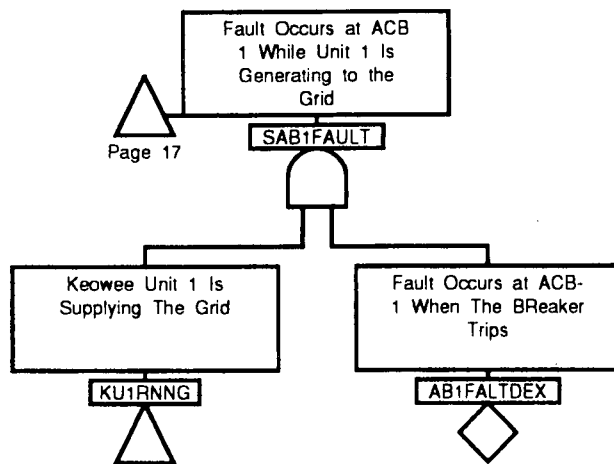 Fault Occurs at ACB
1 While Unit 1 Is
Generating to the
Grid
Page 17
SAB1FAULT
Keowee Unit 1 Is
Supplying The Grid
Fault Occurs at ACB-
1 When The BReaker
Trips
KU1RNNG
AB1FALTDEX